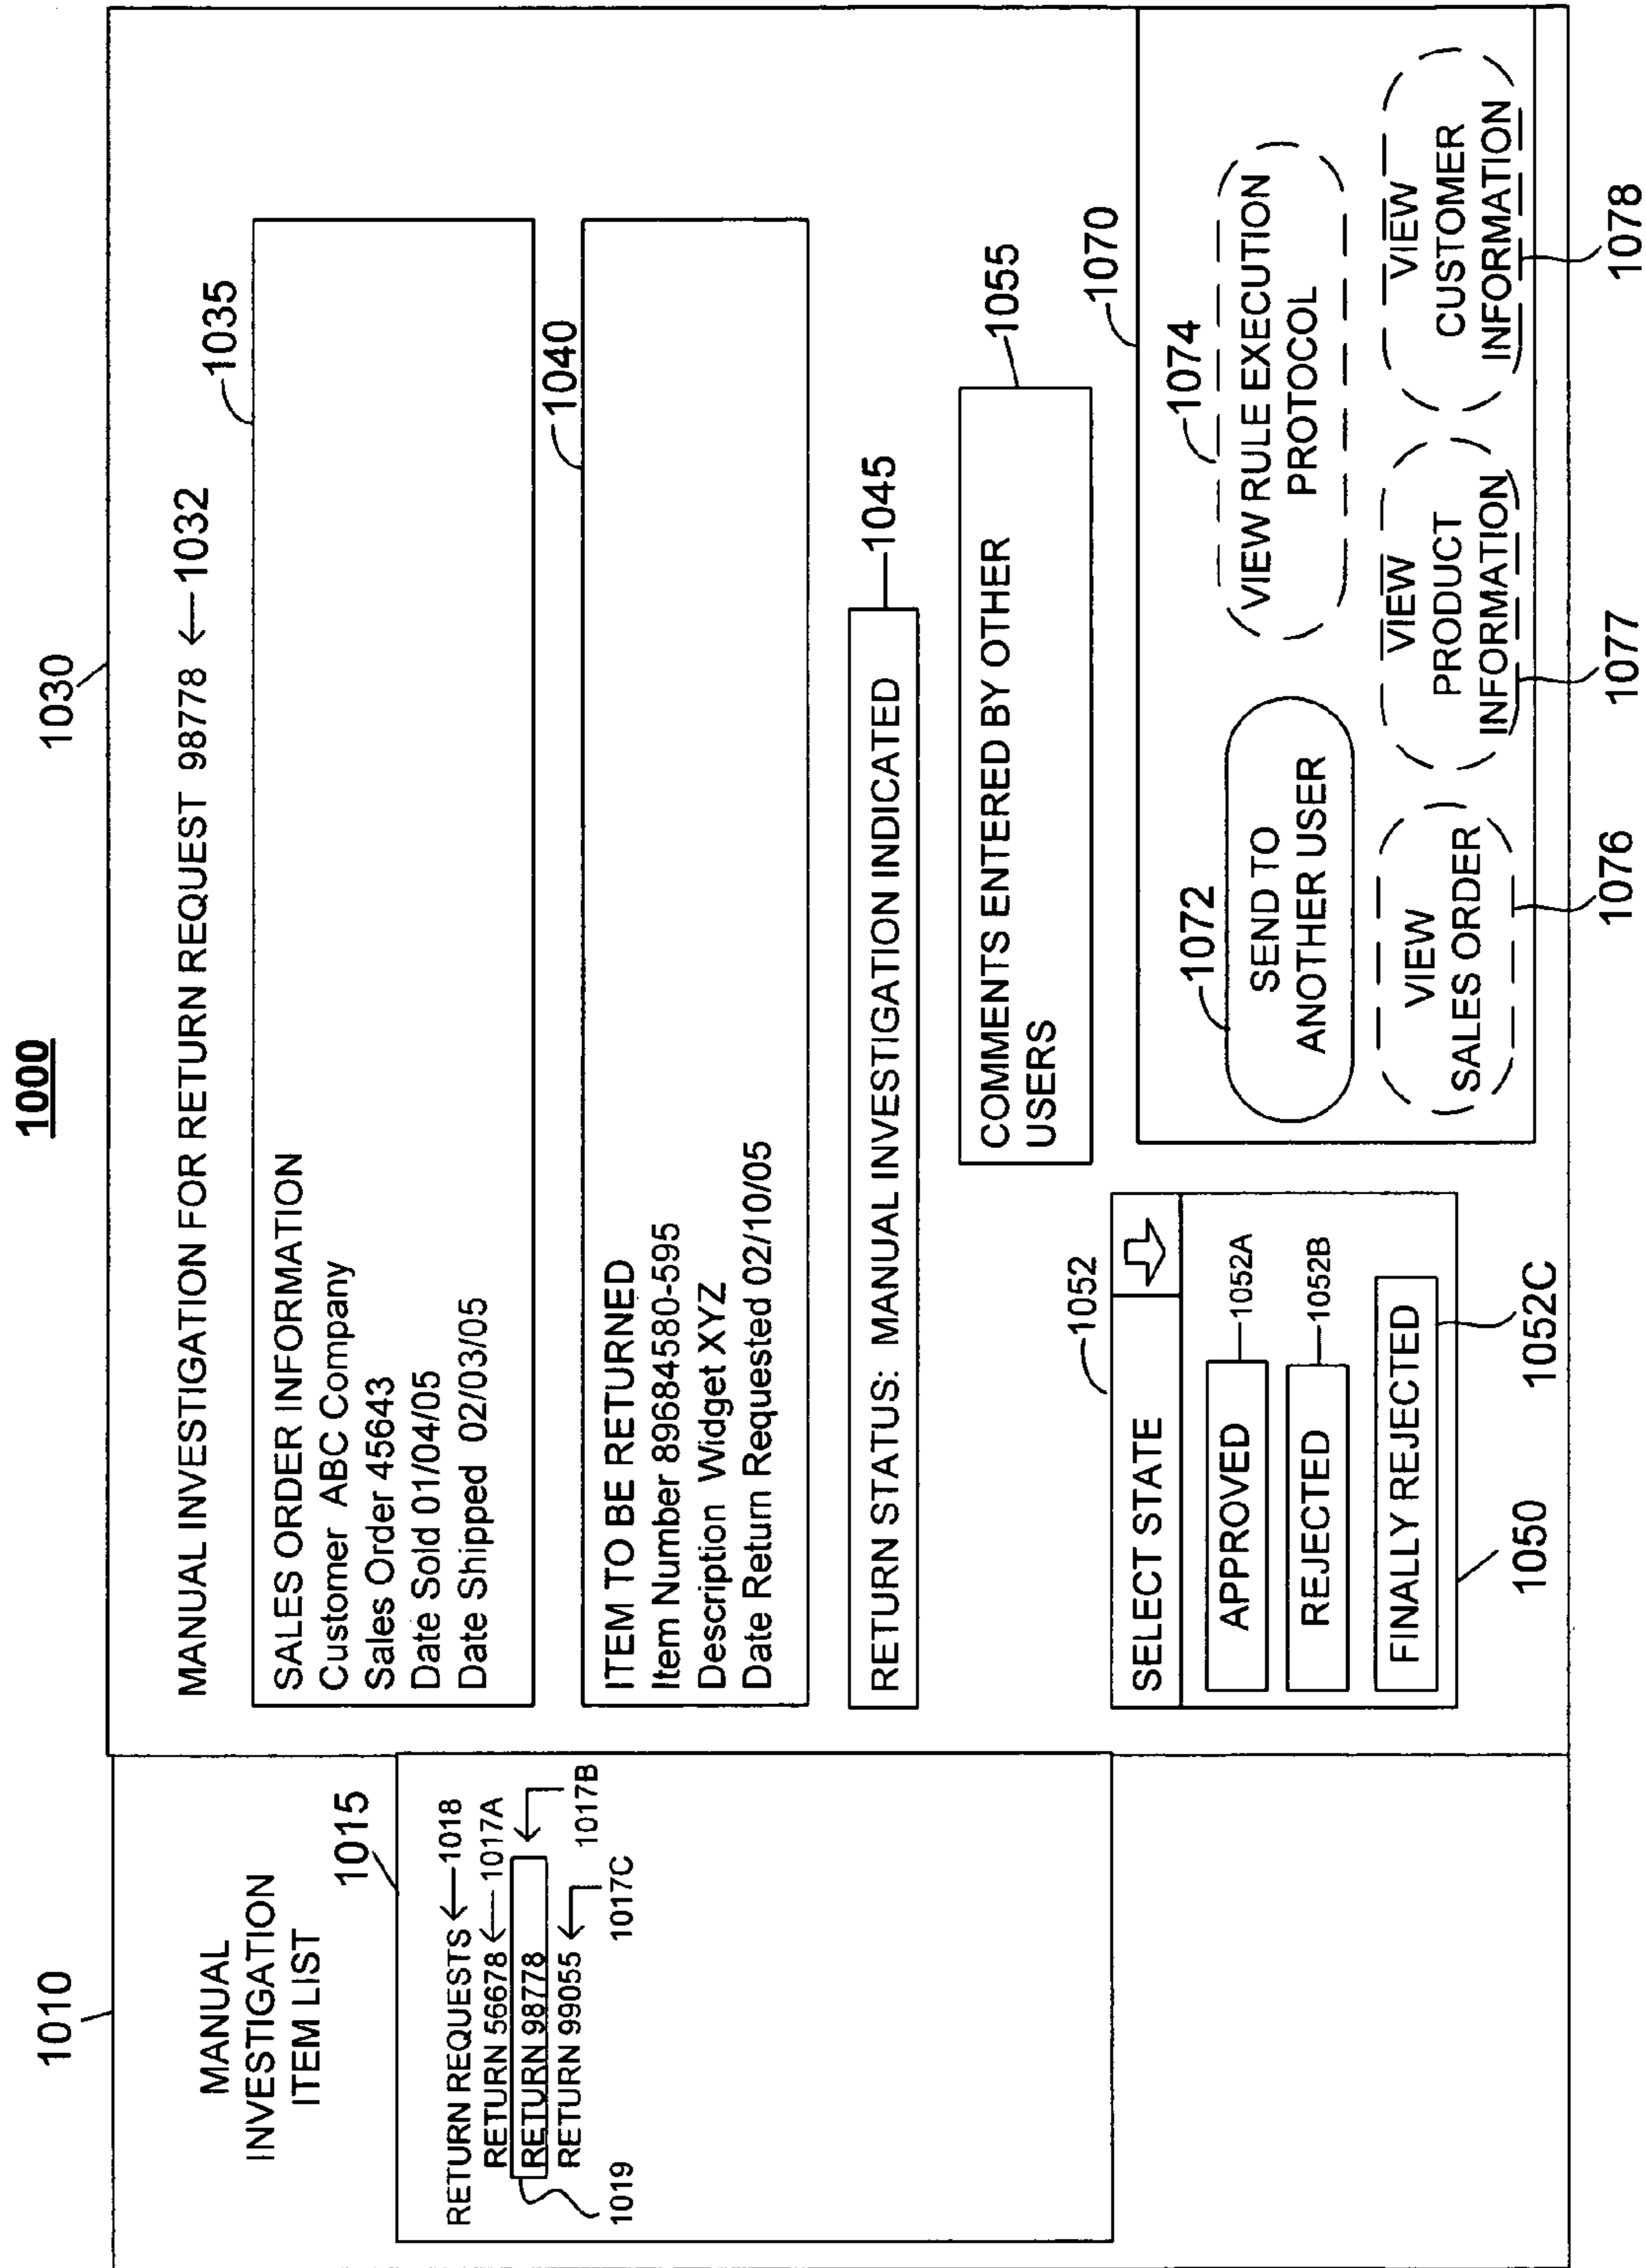 1000
1010
1030
MANUAL
INVESTIGATION
ITEM LIST
1015
RETURN REQUESTS 1018
RETURN 56678 1017A
RETURN 98778
1017B
RETURN 99055
1017C
1019
MANUAL INVESTIGATION FOR RETURN REQUEST 98778 1032
1035
SALES ORDER INFORMATION
Customer ABC Company
Sales Order 45643
Date Sold 01/04/05
Date Shipped 02/03/05
1040
ITEM TO BE RETURNED
Item Number 89684580-595
Description Widget XYZ
Date Return Requested 02/10/05
RETURN STATUS: MANUAL INVESTIGATION INDICATED 1045
COMMENTS ENTERED BY OTHER
USERS
1055
1052
SELECT STATE
APPROVED 1052A
REJECTED 1052B
FINALLY REJECTED
1052C
1050
1070
1072
SEND TO
ANOTHER USER
1074
VIEW RULE EXECUTION
PROTOCOL
VIEW
SALES ORDER
1076
VIEW
PRODUCT
INFORMATION
1077
VIEW
CUSTOMER
INFORMATION
1078